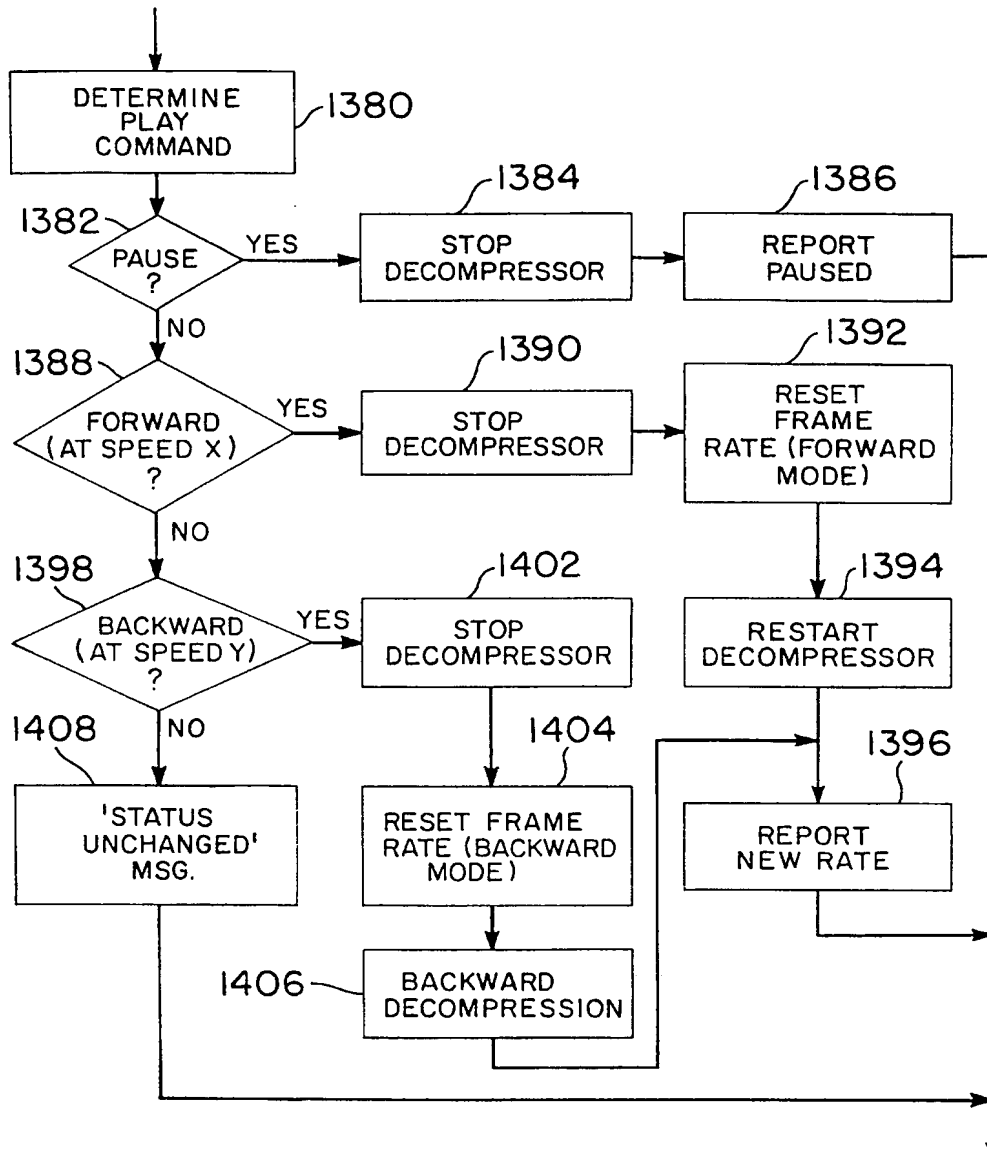 DETERMINE
PLAY
COMMAND
1380
1382
PAUSE
?
YES
NO
1384
STOP
DECOMPRESSOR
1386
REPORT
PAUSED
1388
FORWARD
(AT SPEED X)
?
YES
NO
1390
STOP
DECOMPRESSOR
1392
RESET
FRAME
RATE (FORWARD
MODE)
1394
RESTART
DECOMPRESSOR
1398
BACKWARD
(AT SPEED Y)
?
YES
NO
1402
STOP
DECOMPRESSOR
1404
RESET FRAME
RATE (BACKWARD
MODE)
1396
REPORT
NEW RATE
1408
'STATUS
UNCHANGED'
MSG.
1406
BACKWARD
DECOMPRESSION